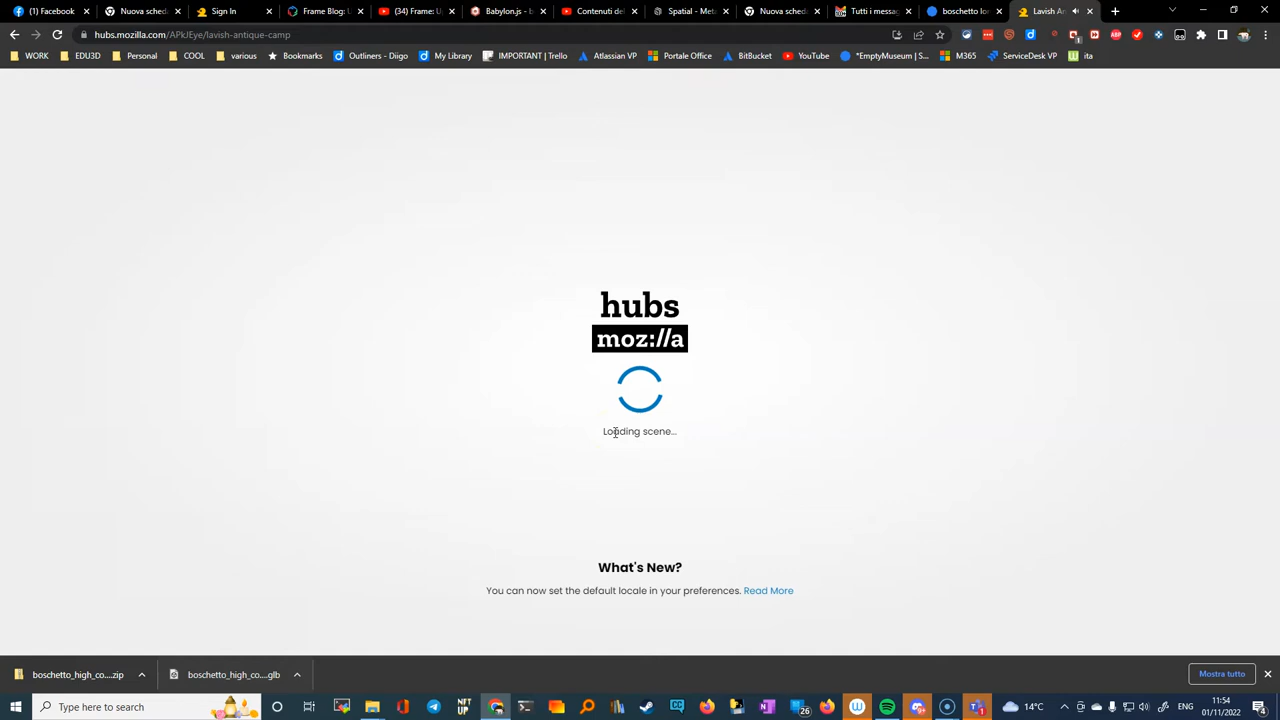 (1) Facebook
Nuova sched
Sign In
Frame Blog: U
(34) Frame: U
Babylon.js - b
Contenuti de
Spatial - Meta
Nuova sched
Tutti i messag
boschetto lo
Lavish An
hubs.mozilla.com/APkJEye/lavish-antique-camp
WORK
EDU3D
Personal
COOL
various
Bookmarks
Outliners - Diigo
My Library
IMPORTANT | Trello
Atlassian VP
Portale Office
BitBucket
YouTube
*EmptyMuseum | S...
M365
ServiceDesk VP
ita
hubs
moz://a
Loading scene...
What's New?
You can now set the default locale in your preferences. Read More
boschetto_high_co....zip
boschetto_high_co....glb
Mostra tutto
Type here to search
26
1
14°C
ENG
11:54
01/11/2022